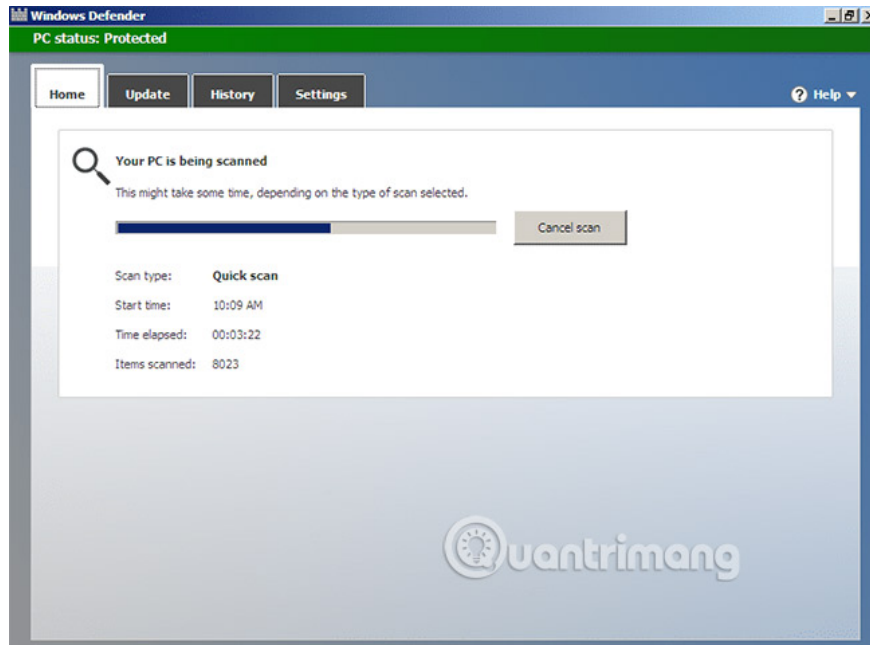 Windows Defender
PC status: Protected
Home Update History Settings Help
Your PC is being scanned
This might take some time, depending on the type of scan selected.
Cancel scan
Scan type: Quick scan
Start time: 10:09 AM
Time elapsed: 00:03:22
Items scanned: 8023
Quantrimang